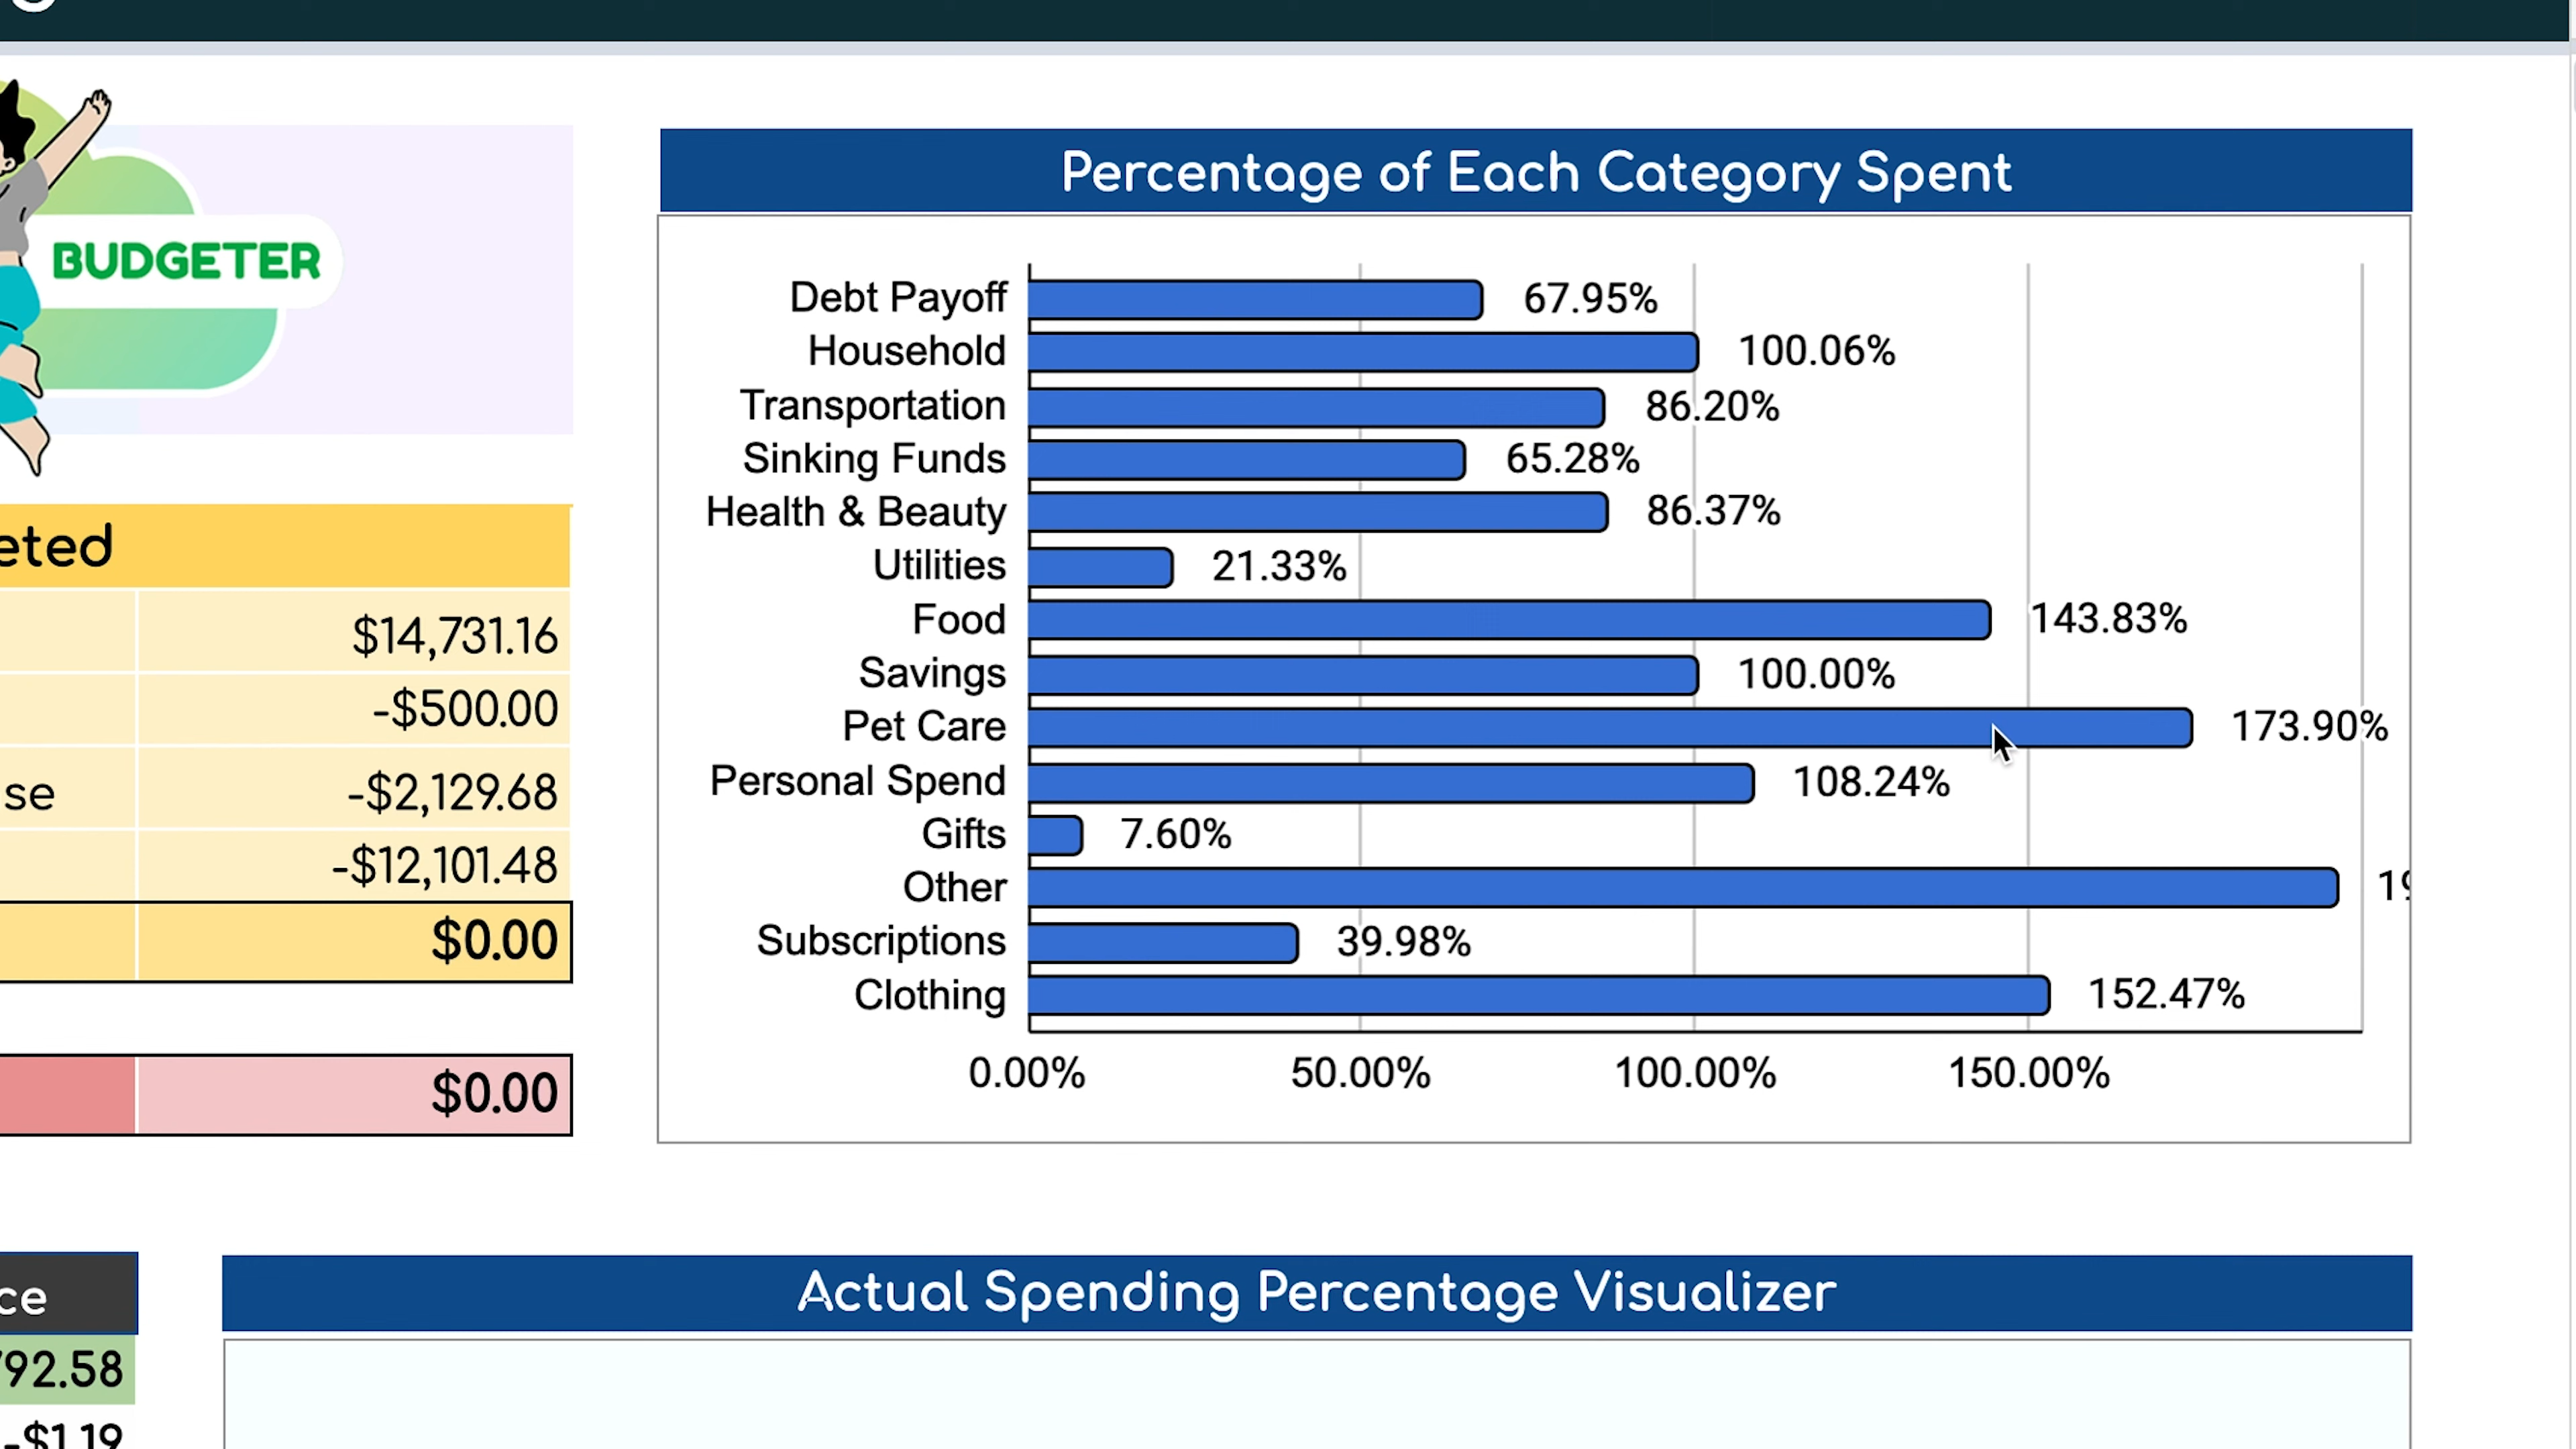 BUDGETER
Percentage of Each Category Spent
Debt Payoff 67.95%
Household 100.06%
Transportation 86.20%
Sinking Funds 65.28%
Health & Beauty 86.37%
Utilities 21.33%
Food 143.83%
Savings 100.00%
Pet Care 173.90%
Personal Spend 108.24%
Gifts 7.60%
Other
Subscriptions 39.98%
Clothing 152.47%
0.00% 50.00% 100.00% 150.00%
eted
$14,731.16
-$500.00
se -$2,129.68
-$12,101.48
$0.00
$0.00
Actual Spending Percentage Visualizer
ce
792.58
-$1.19